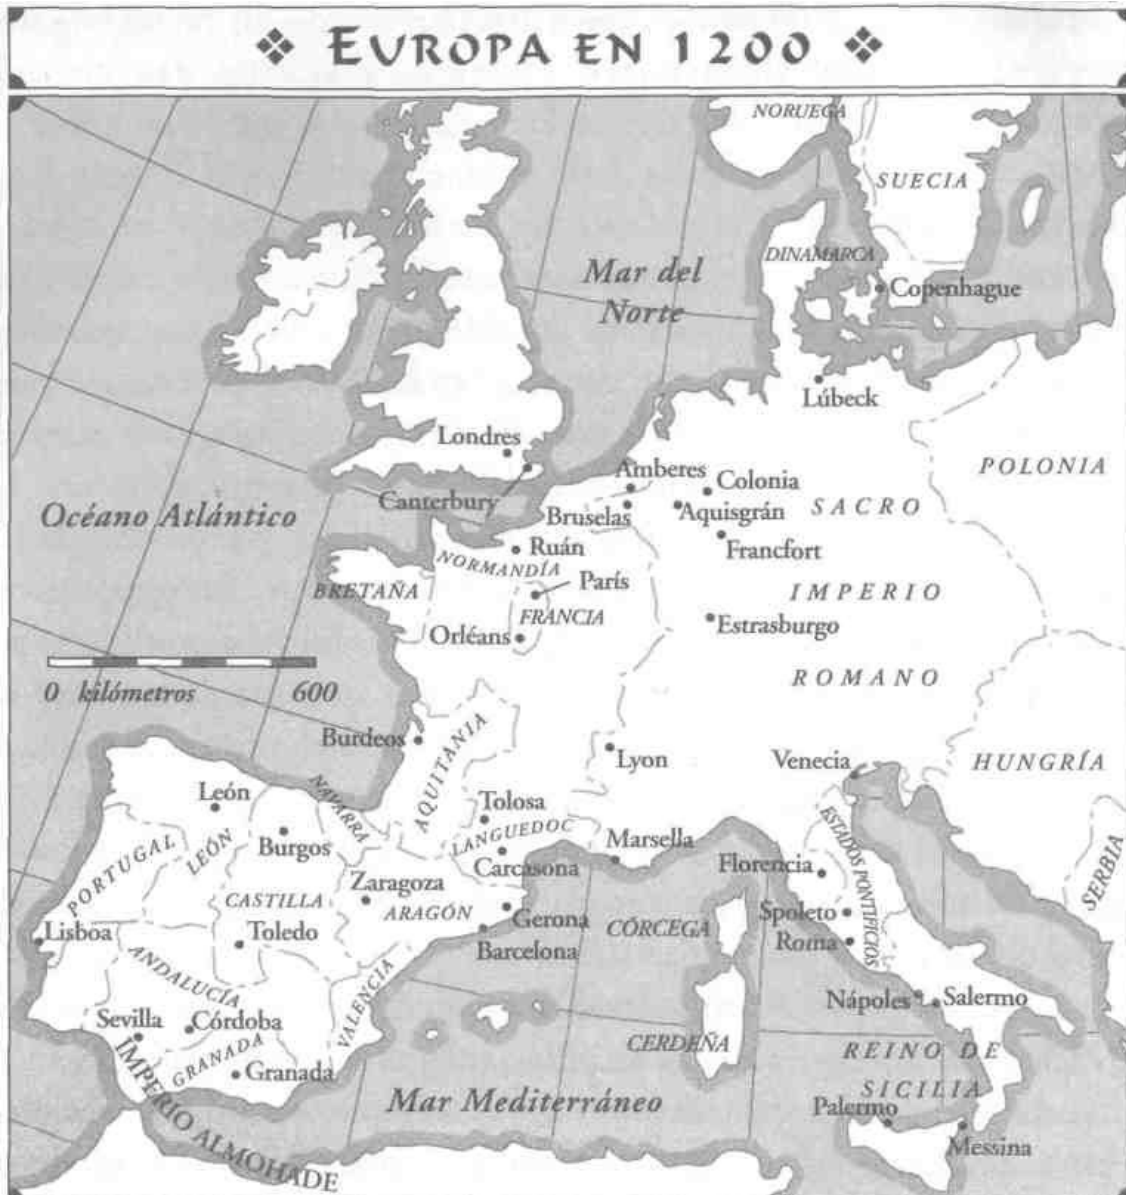 ❖ EUROPA EN 1200 ❖
NORUEGA
SUECIA
DINAMARCA
Copenhague
Mar del
Norte
Lúbeck
Londres
Canterbury
Amberes
Colonia
Bruselas
Aquisgrán
Francfort
POLONIA
SACRO
IMPERIO
ROMANO
Océano Atlántico
Ruán
NORMANDÍA
París
BRETAÑA
FRANCIA
Orléans
Estrasburgo
0 kilómetros 600
Burdeos
AQUITANIA
Lyon
Venecia
HUNGRÍA
León
NAVARRA
Tolosa
LANGUEDOC
Burgos
LEÓN
PORTUGAL
Carcasona
Marsella
Florencia
ESTADOS PONTIFICIOS
SERBIA
Zaragoza
CASTILLA
ARAGÓN
Gerona
Barcelona
CÓRCEGA
Spoleto
Roma
Lisboa
Toledo
ANDALUCÍA
VALENCIA
Nápoles
Salermo
Sevilla
Córdoba
GRANADA
Granada
CERDEÑA
REINO DE
SICILIA
Mar Mediterráneo
Palermo
Messina
IMPERIO ALMOHADE